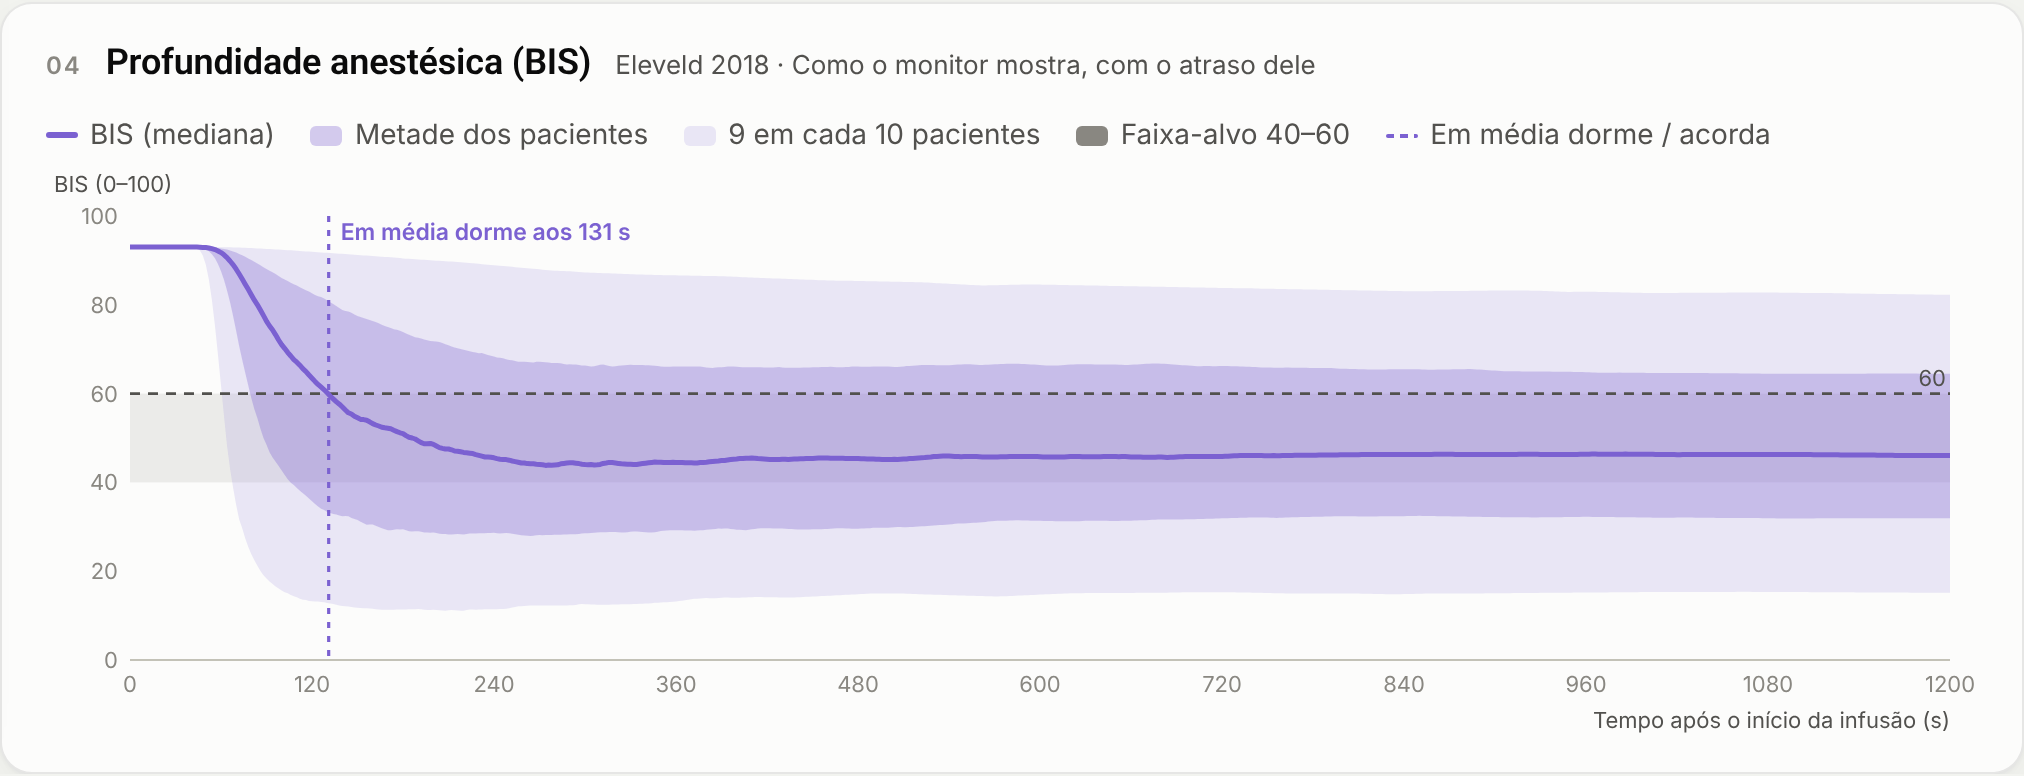 04 Profundidade anestésica (BIS) Eleveld 2018 · Como o monitor mostra, com o atraso dele
BIS (mediana) Metade dos pacientes 9 em cada 10 pacientes Faixa-alvo 40–60 Em média dorme / acorda
BIS (0–100)
100
Em média dorme aos 131 s
80
60
60
40
20
0
0 120 240 360 480 600 720 840 960 1080 1200
Tempo após o início da infusão (s)